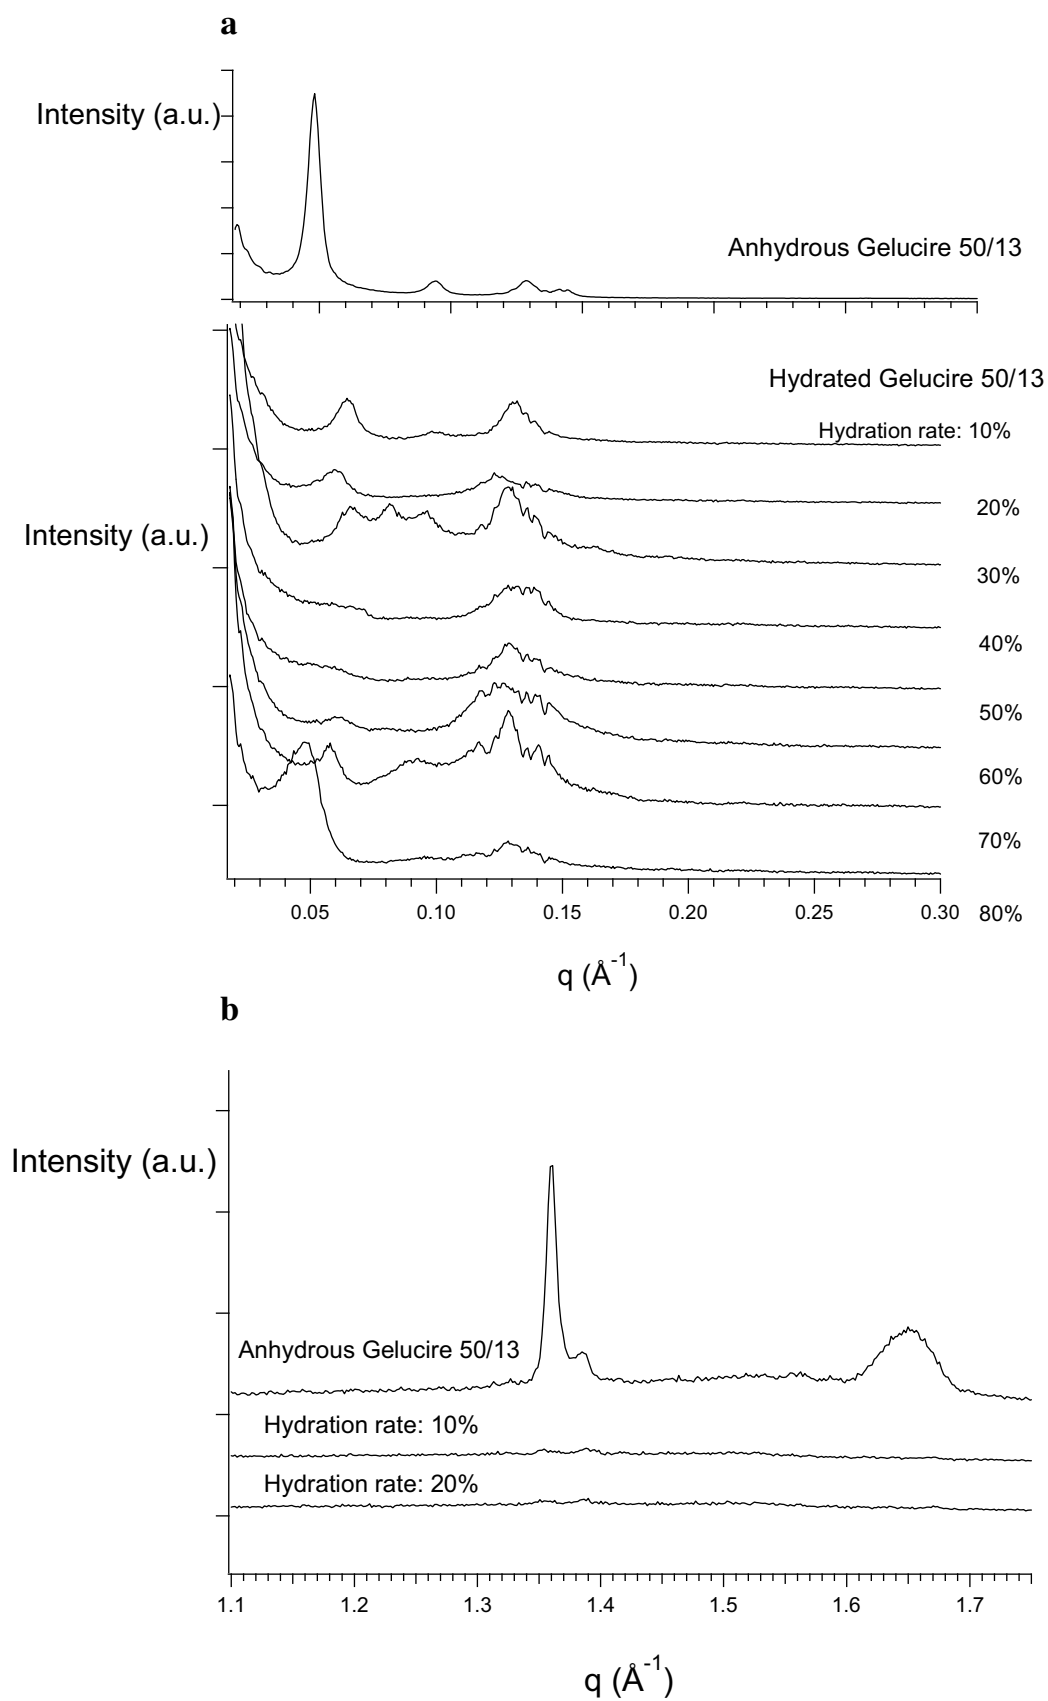 a
Intensity (a.u.)
Anhydrous Gelucire 50/13
Hydrated Gelucire 50/13
Hydration rate: 10%
20%
Intensity (a.u.)
30%
40%
50%
60%
70%
0.05 0.10 0.15 0.20 0.25 0.30 80%
q (Å⁻¹)
b
Intensity (a.u.)
Anhydrous Gelucire 50/13
Hydration rate: 10%
Hydration rate: 20%
1.1 1.2 1.3 1.4 1.5 1.6 1.7
q (Å⁻¹)